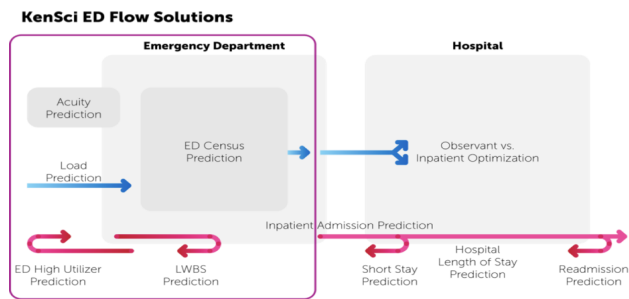 KenSci ED Flow Solutions
Emergency Department
Hospital
Acuity
Prediction
ED Census
Prediction
Observant vs.
Inpatient Optimization
Load
Prediction
Inpatient Admission Prediction
ED High Utilizer
Prediction
LWBS
Prediction
Short Stay
Prediction
Hospital
Length of Stay
Prediction
Readmission
Prediction